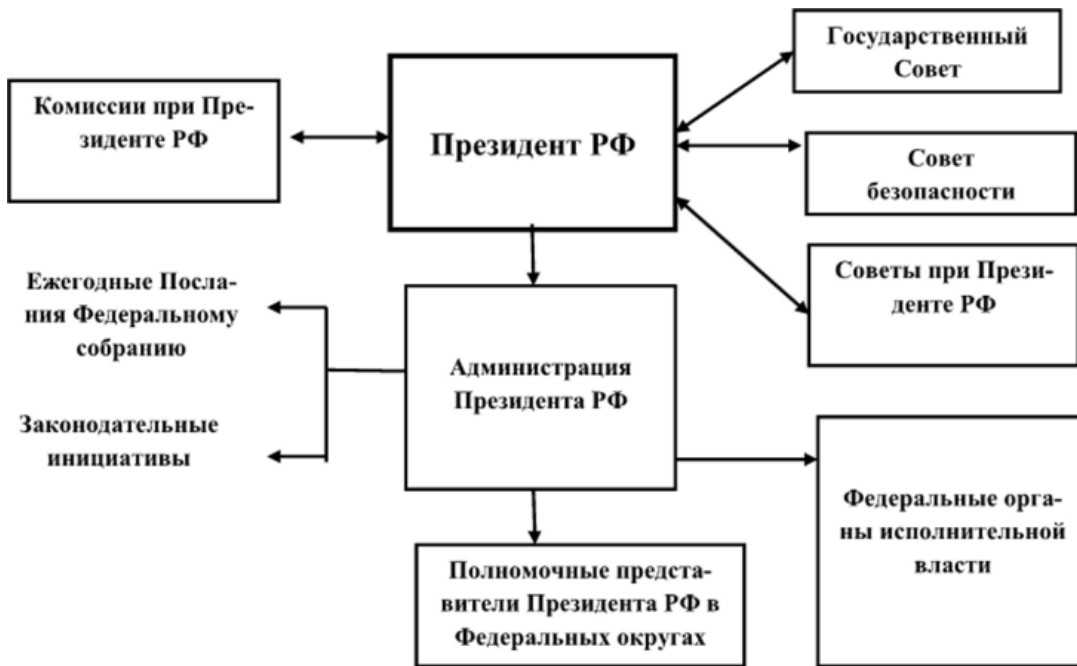 Государственный
Совет
Комиссии при Пре-
зиденте РФ
Президент РФ
Совет
безопасности
Советы при Прези-
денте РФ
Ежегодные Посла-
ния Федеральному
собранию
Администрация
Президента РФ
Законодательные
инициативы
Федеральные орга-
ны исполнительной
власти
Полномочные предста-
вители Президента РФ в
Федеральных округах